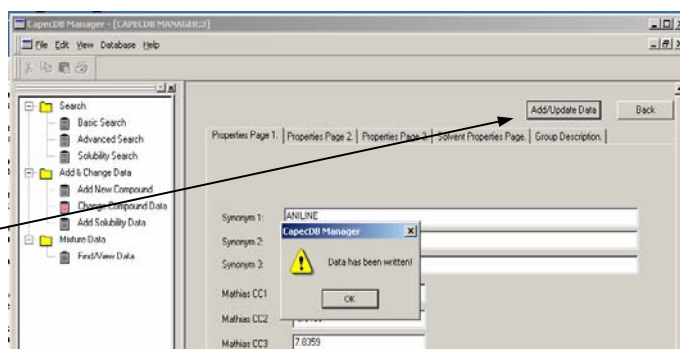 CapecDB Manager - [CAPECDB MANAGER:3]
File Edit View Database Help
Search
Basic Search
Advanced Search
Solubility Search
Add & Change Data
Add New Compound
Change Compound Data
Add Solubility Data
Mixture Data
Find/View Data
Add/Update Data
Back
Properties Page 1. Properties Page 2. Properties Page 3. Solvent Properties Page. Group Description.
Synonym 1: ANILINE
Synonym 2:
Synonym 3:
CapecDB Manager
Data has been written!
OK
Mathias CC1
Mathias CC2
Mathias CC3 7.8359